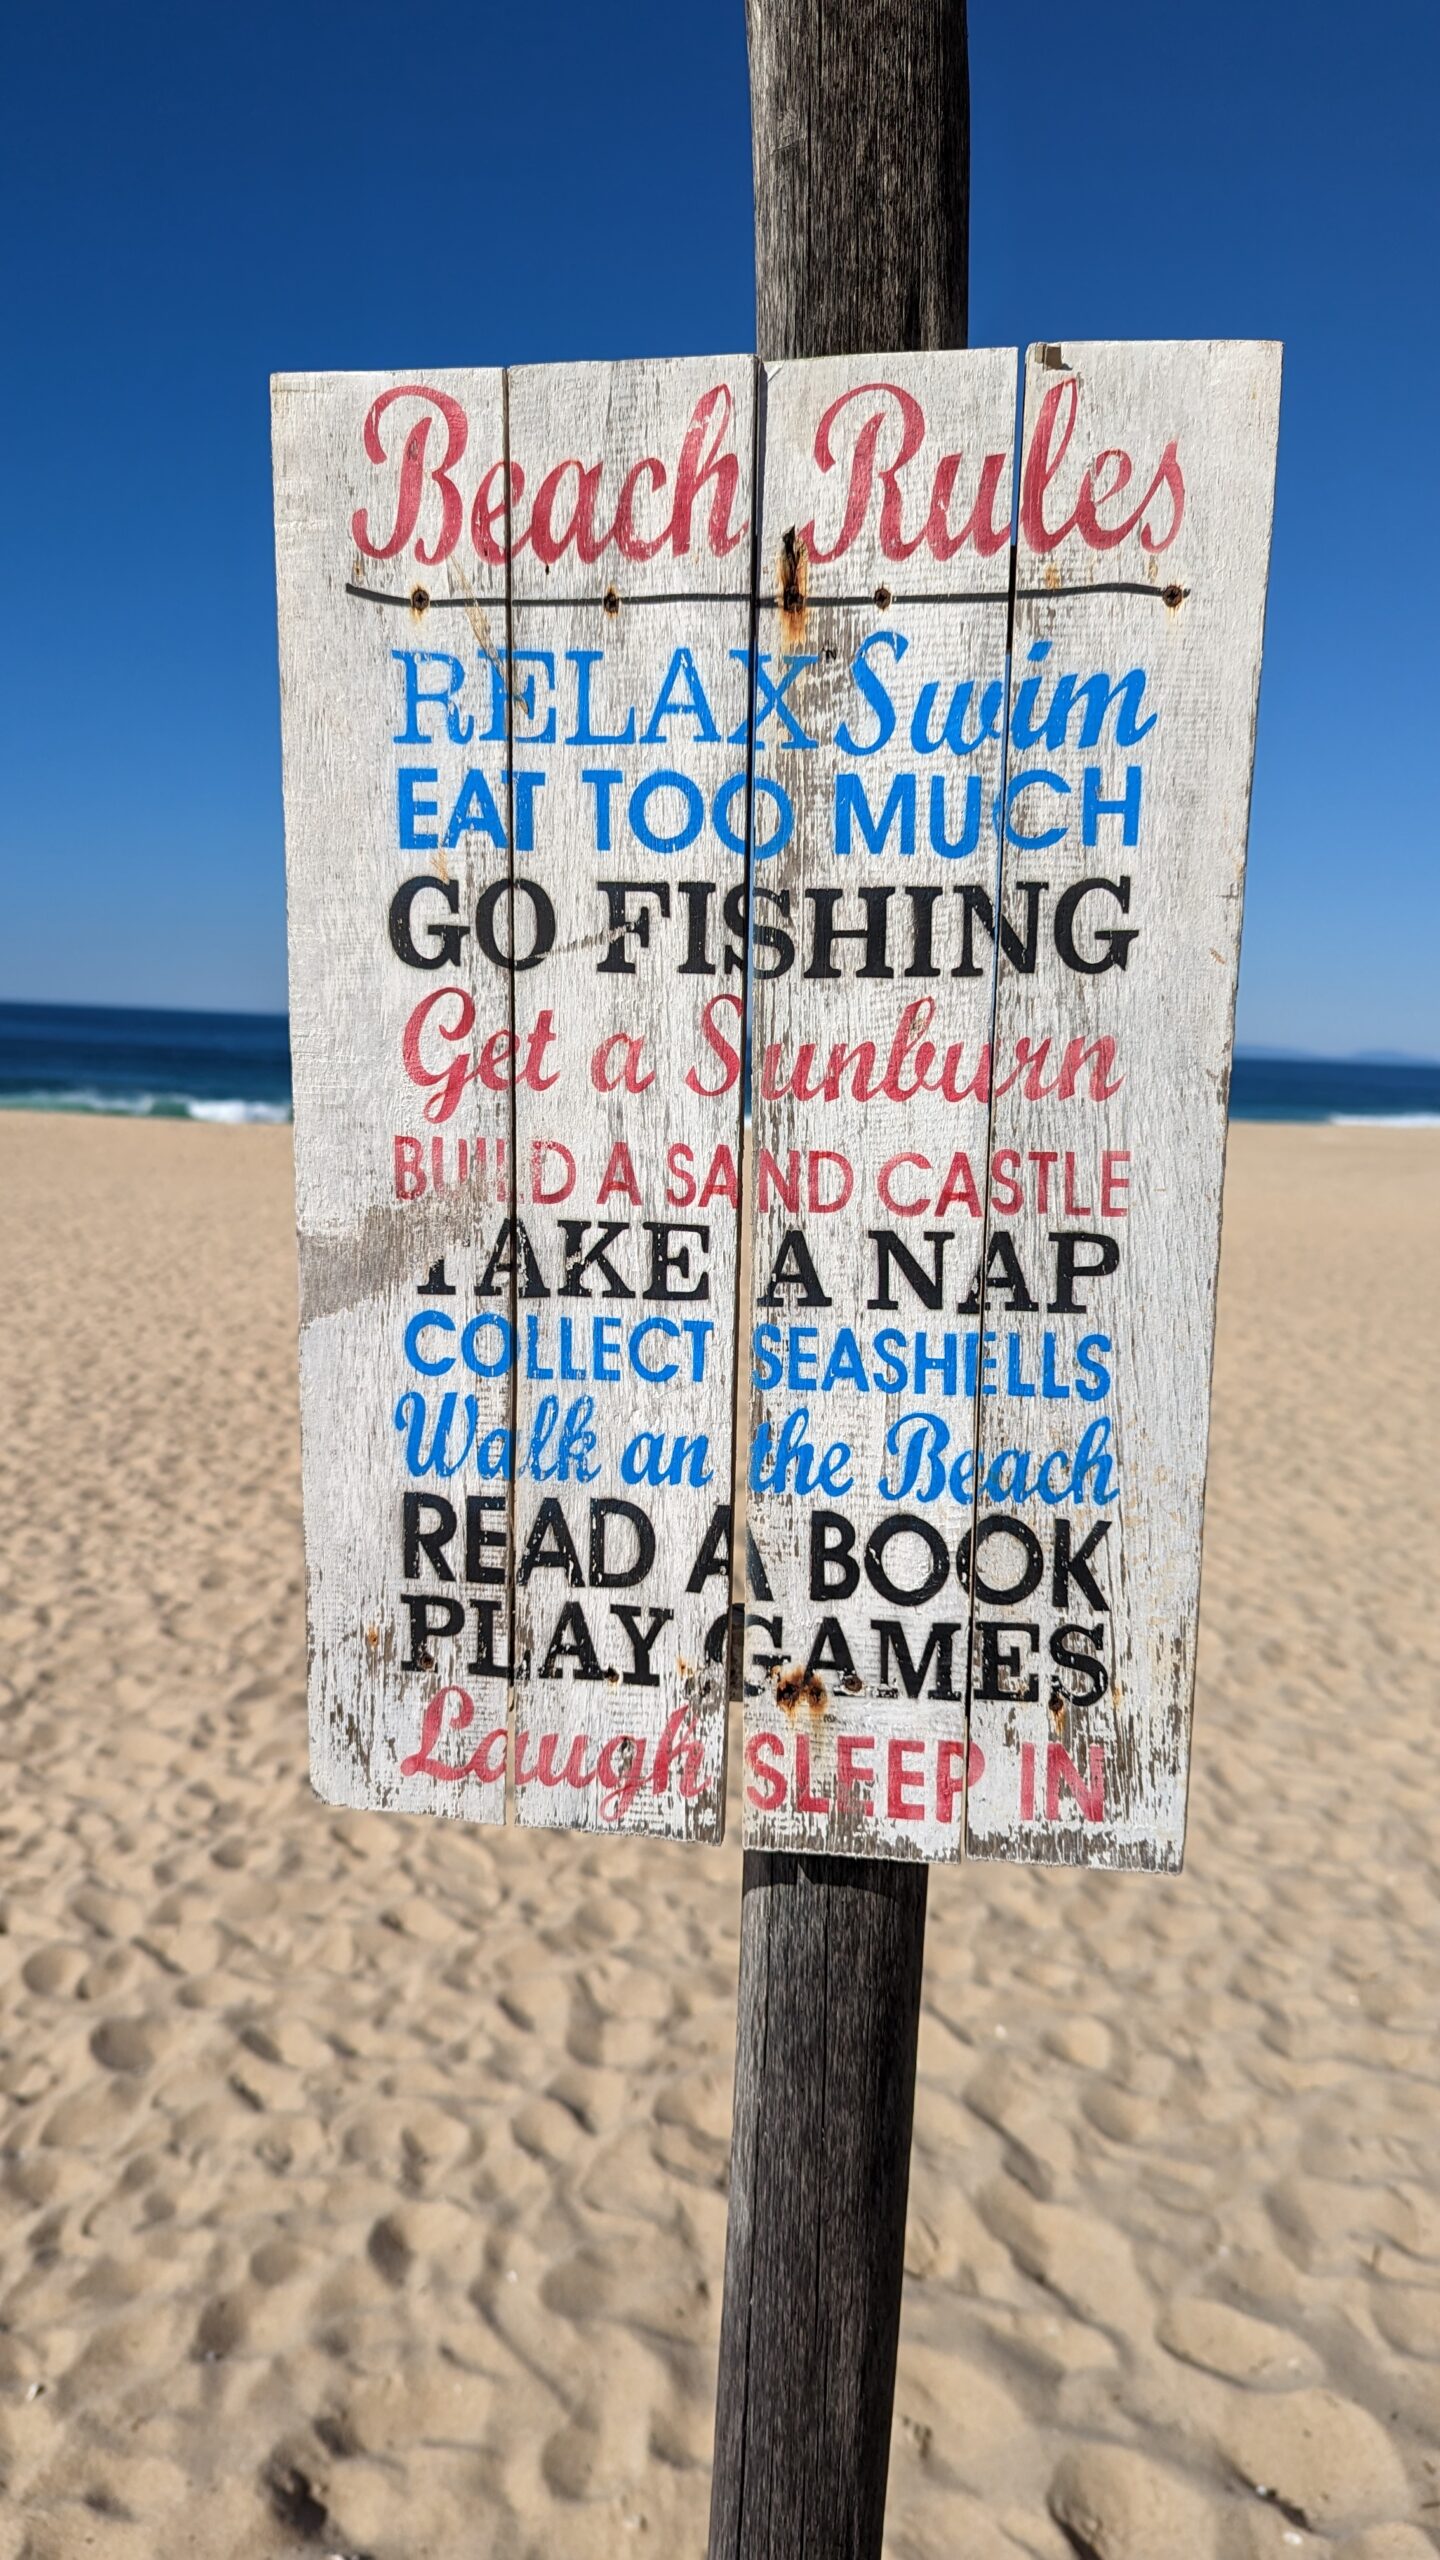 Beach Rules
RELAX Swim
EAT TOO MUCH
GO FISHING
Get a Sunburn
BUILD A SAND CASTLE
TAKE A NAP
COLLECT SEASHELLS
Walk an the Beach
READ A BOOK
PLAY GAMES
Laugh SLEEP IN